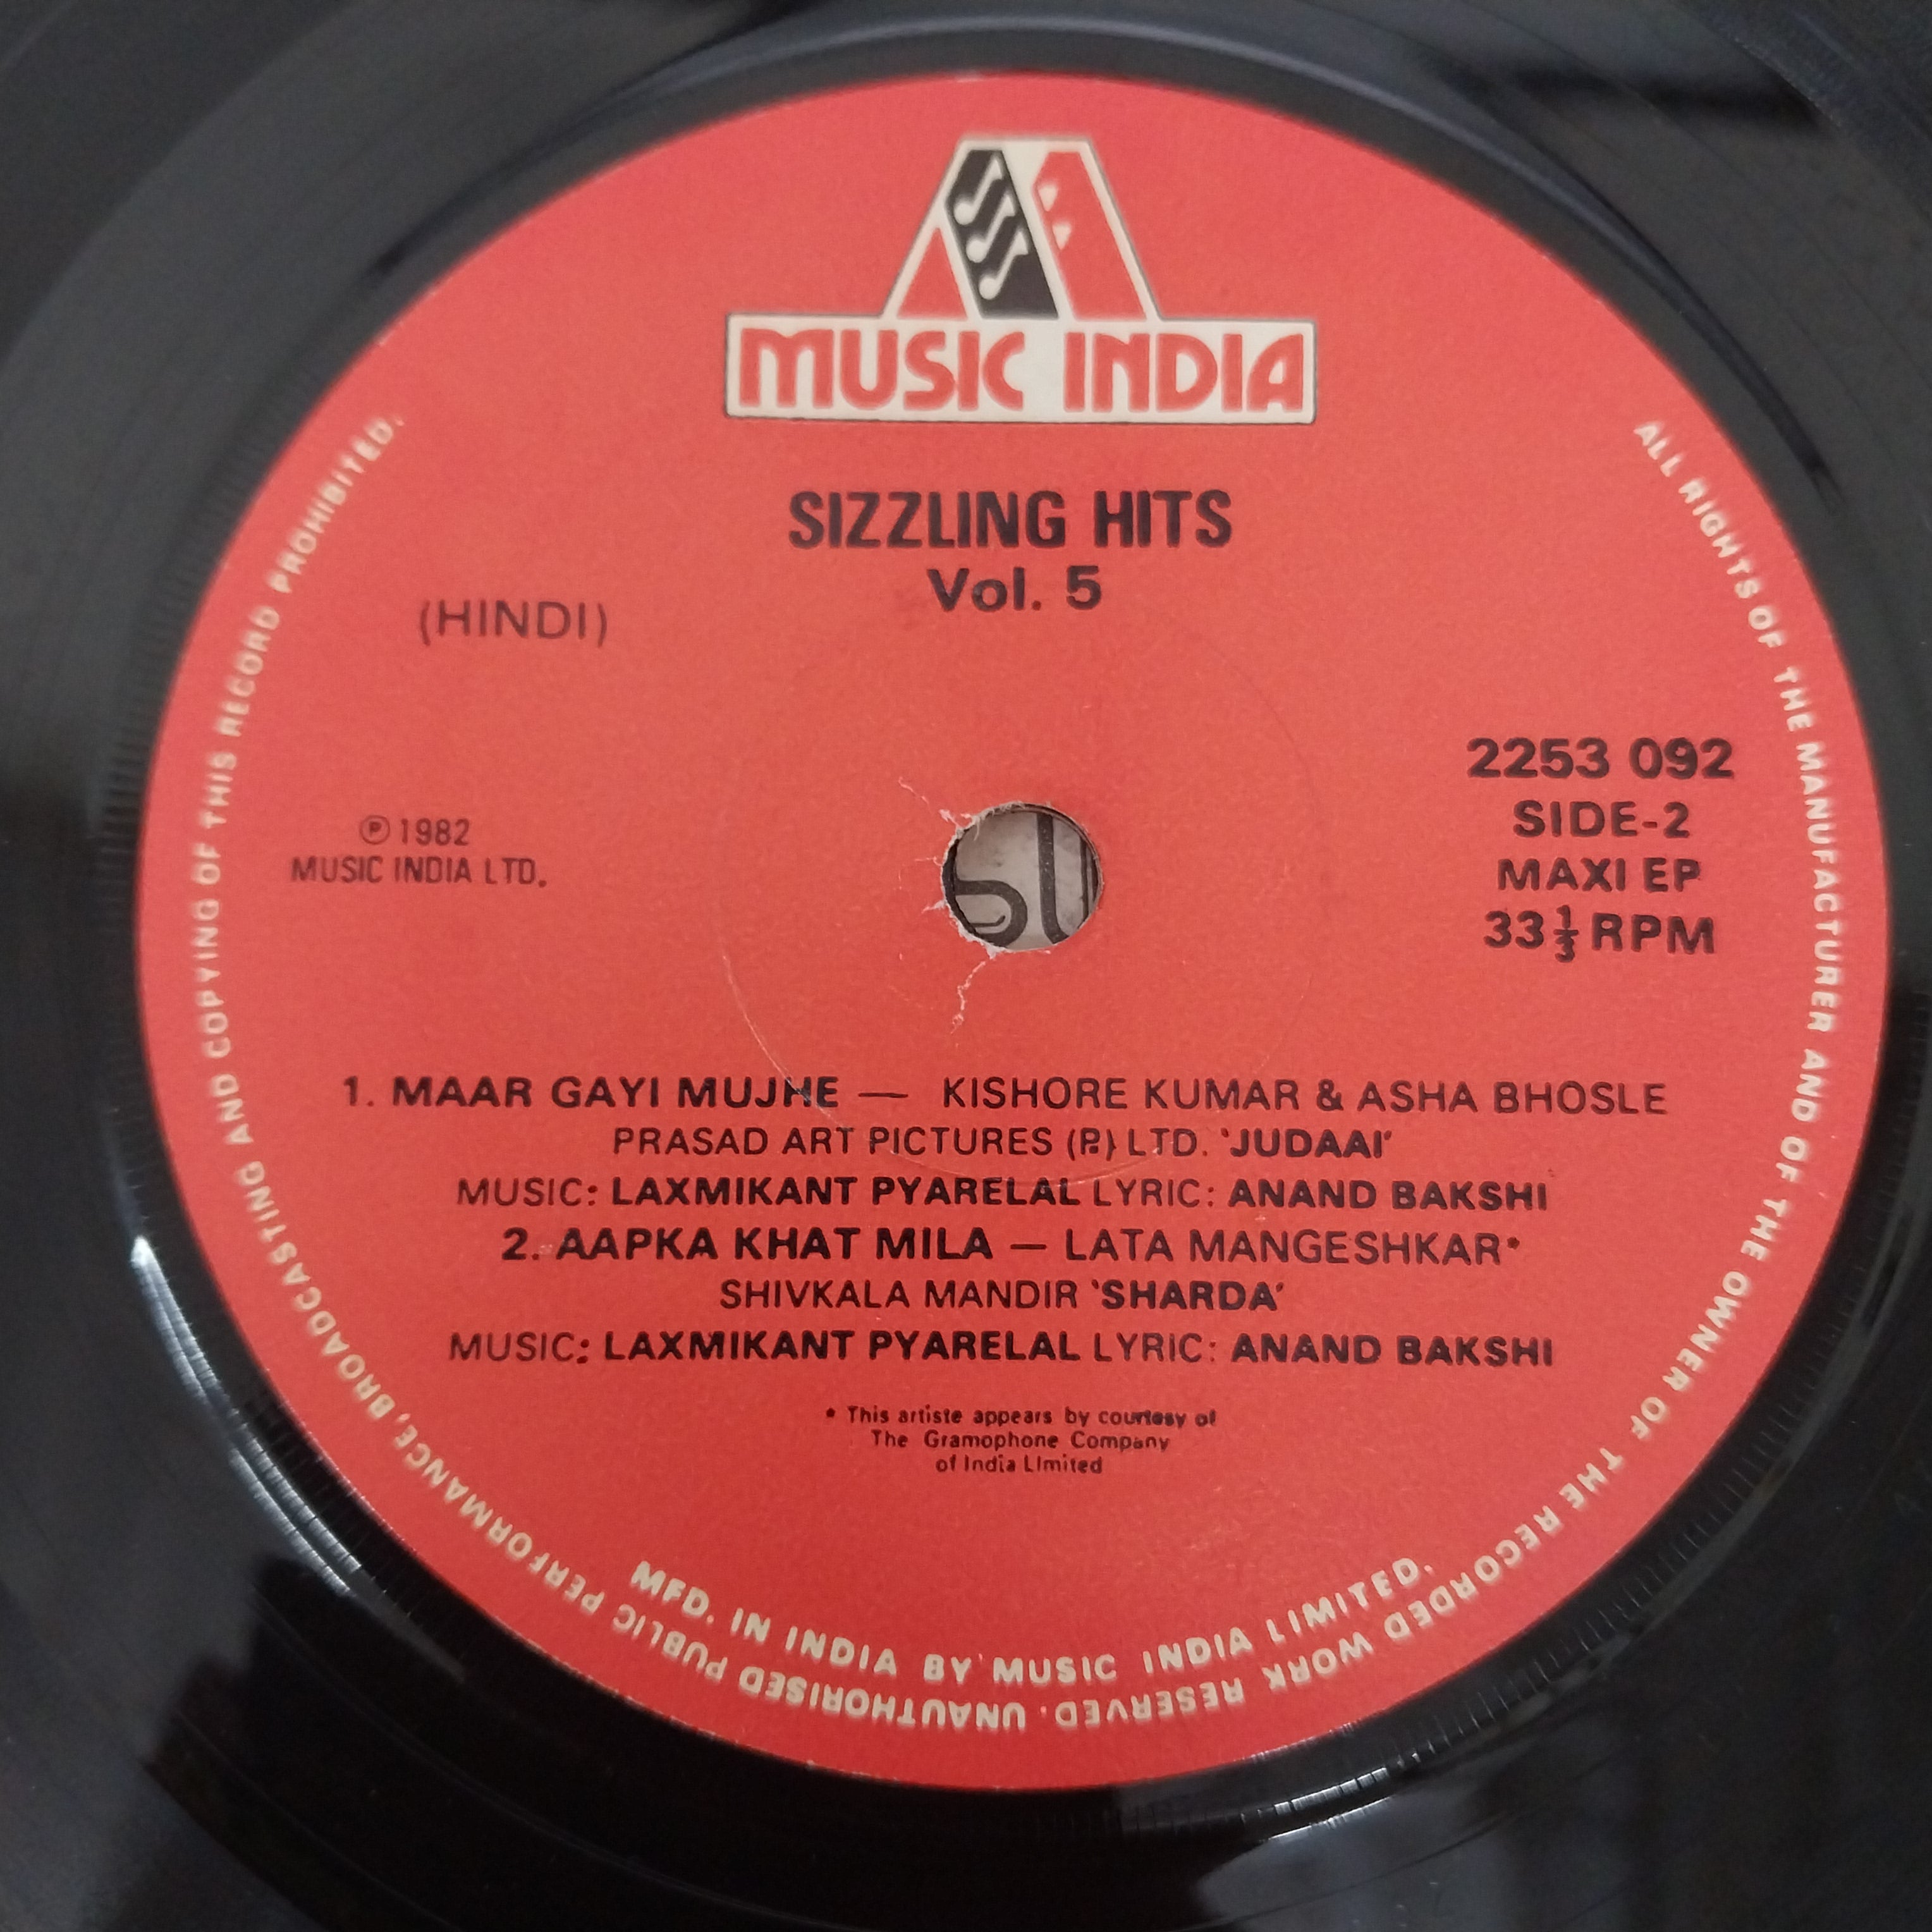 MUSIC INDIA
SIZZLING HITS
Vol. 5
(HINDI)
2253 092
SIDE-2
MAXI EP
33 1/3 RPM
℗ 1982
MUSIC INDIA LTD.
1. MAAR GAYI MUJHE — KISHORE KUMAR & ASHA BHOSLE
PRASAD ART PICTURES (P.) LTD. 'JUDAAI'
MUSIC: LAXMIKANT PYARELAL LYRIC: ANAND BAKSHI
2. AAPKA KHAT MILA — LATA MANGESHKAR*
SHIVKALA MANDIR 'SHARDA'
MUSIC: LAXMIKANT PYARELAL LYRIC: ANAND BAKSHI
* This artiste appears by courtesy of
The Gramophone Company
of India Limited
MFD. IN INDIA BY MUSIC INDIA LIMITED.
ALL RIGHTS OF THE MANUFACTURER AND OF THE OWNER OF THE RECORDED WORK RESERVED. UNAUTHORISED PUBLIC PERFORMANCE, BROADCASTING AND COPYING OF THIS RECORD PROHIBITED.